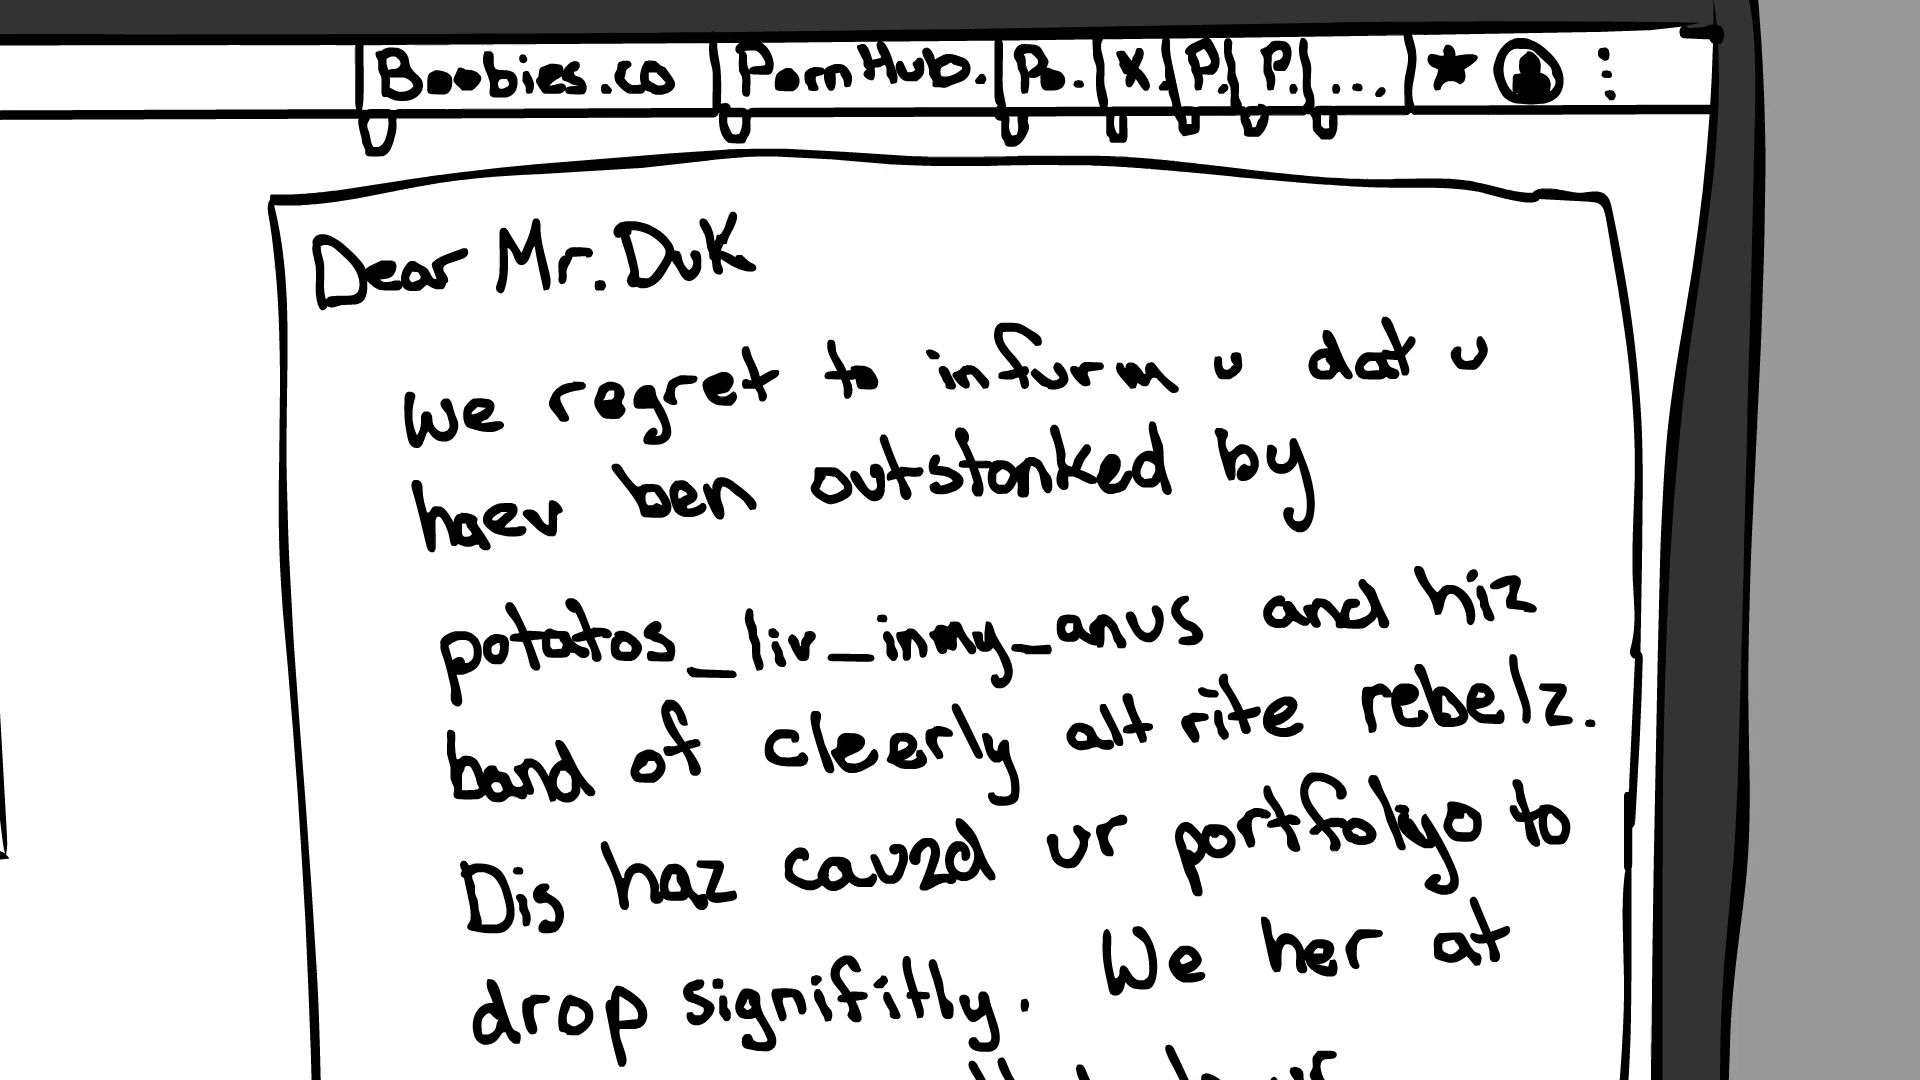 Boobies.co PornHub. Po. X. P. P. ...
Dear Mr. Duk
We regret to infurm u dat u
haev ben outstonked by
potatos_liv_inmy_anus and hiz
band of cleerly alt rite rebelz.
Dis haz cauzd ur portfolyo to
drop signifitly. We her at